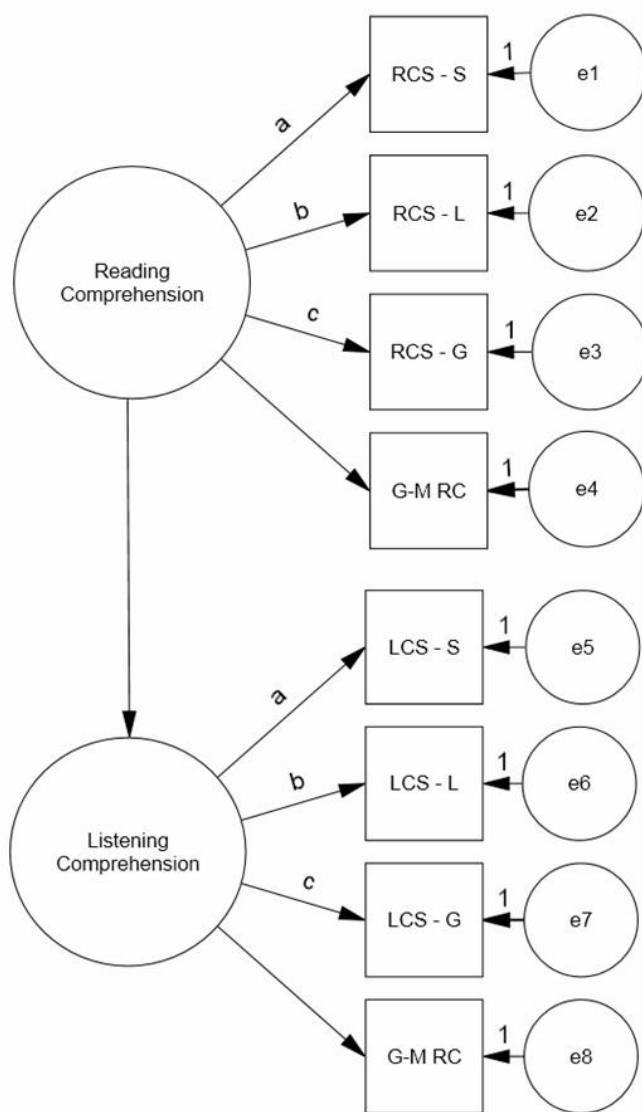 1
RCS - S
e1
a
1
RCS - L
e2
b
Reading
Comprehension
1
RCS - G
e3
c
1
G-M RC
e4
1
LCS - S
e5
a
1
LCS - L
e6
b
Listening
Comprehension
1
LCS - G
e7
c
1
G-M RC
e8